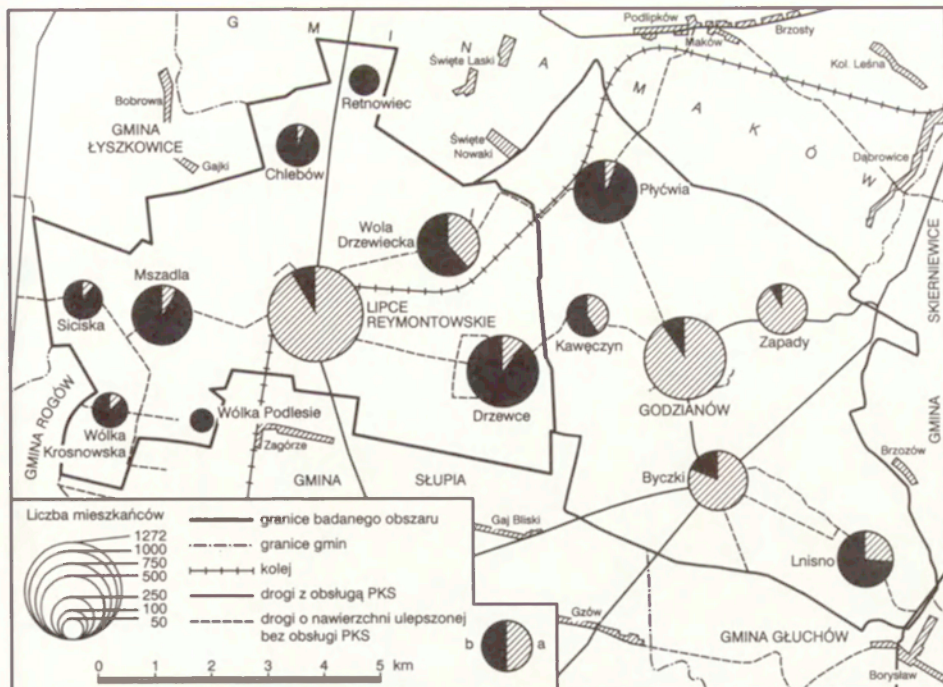 G M I N A M A K Ó W
Podlipków
Brzosty
Maków
Święte Laski
Kol. Leśna
Bobrowa
Retnowiec
GMINA
ŁYSZKOWICE
Gajki
Święte
Nowaki
Dąbrowice
Chlebów
Płyćwia
Wola
Drzewiecka
GMINA SKIERNIEWICE
Mszadla
Siciska
LIPCE
REYMONTOWSKIE
Kawęczyn
Zapady
Drzewce
GODZIANÓW
Wólka
Krosnowska
Wólka Podlesie
Zagórze
GMINA ROGÓW
GMINA SŁUPIA
Byczki
Brzozów
Gaj Bliski
Lnisno
Gzów
GMINA GŁUCHÓW
Borysław
Liczba mieszkańców
1272
1000
750
500
250
100
50
granice badanego obszaru
granice gmin
kolej
drogi z obsługą PKS
drogi o nawierzchni ulepszonej
bez obsługi PKS
b a
0 1 2 3 4 5 km